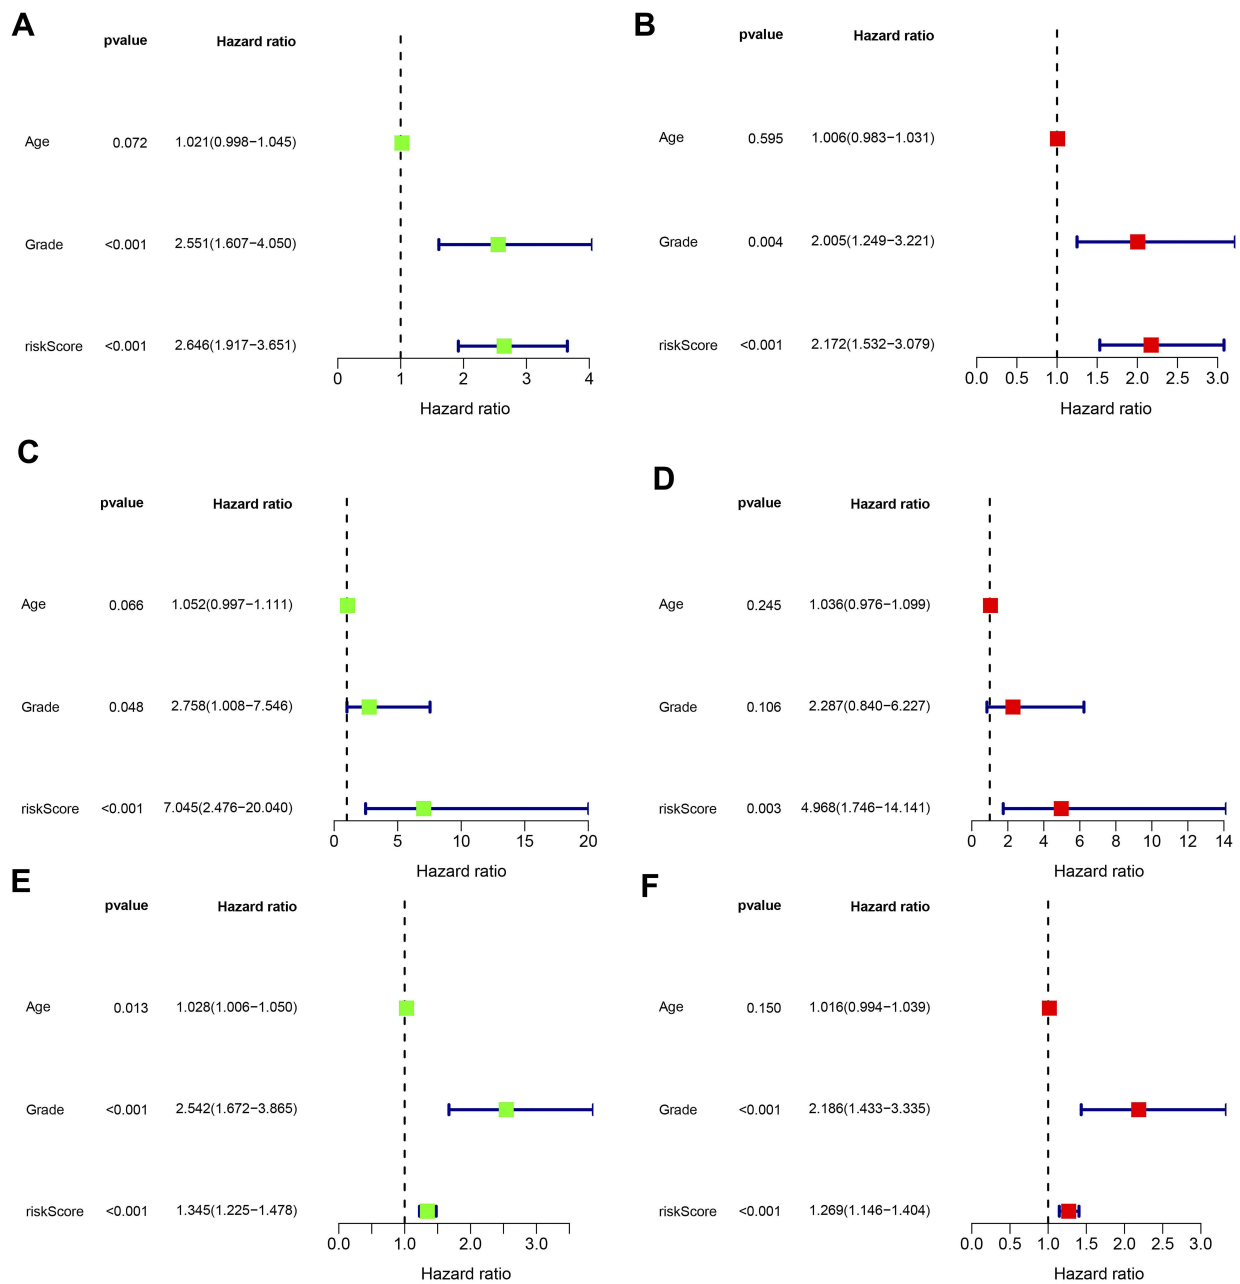 A
pvalue Hazard ratio
Age 0.072 1.021(0.998−1.045)
Grade <0.001 2.551(1.607−4.050)
riskScore <0.001 2.646(1.917−3.651)
0 1 2 3 4
Hazard ratio
B
pvalue Hazard ratio
Age 0.595 1.006(0.983−1.031)
Grade 0.004 2.005(1.249−3.221)
riskScore <0.001 2.172(1.532−3.079)
0.0 0.5 1.0 1.5 2.0 2.5 3.0
Hazard ratio
C
pvalue Hazard ratio
Age 0.066 1.052(0.997−1.111)
Grade 0.048 2.758(1.008−7.546)
riskScore <0.001 7.045(2.476−20.040)
0 5 10 15 20
Hazard ratio
D
pvalue Hazard ratio
Age 0.245 1.036(0.976−1.099)
Grade 0.106 2.287(0.840−6.227)
riskScore 0.003 4.968(1.746−14.141)
0 2 4 6 8 10 12 14
Hazard ratio
E
pvalue Hazard ratio
Age 0.013 1.028(1.006−1.050)
Grade <0.001 2.542(1.672−3.865)
riskScore <0.001 1.345(1.225−1.478)
0.0 1.0 2.0 3.0
Hazard ratio
F
pvalue Hazard ratio
Age 0.150 1.016(0.994−1.039)
Grade <0.001 2.186(1.433−3.335)
riskScore <0.001 1.269(1.146−1.404)
0.0 0.5 1.0 1.5 2.0 2.5 3.0
Hazard ratio